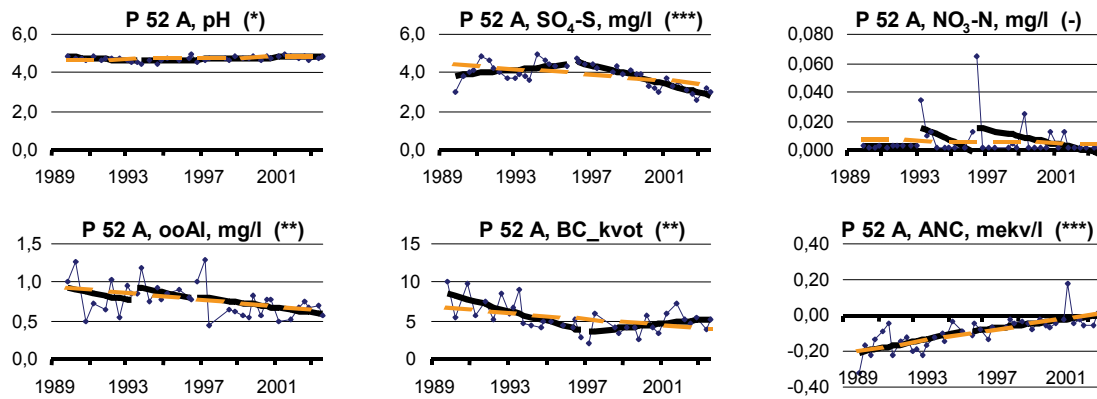 P 52 A, pH (*)
6,0
4,0
2,0
0,0
1989 1993 1997 2001
P 52 A, SO4-S, mg/l (***)
6,0
4,0
2,0
0,0
1989 1993 1997 2001
P 52 A, NO3-N, mg/l (-)
0,080
0,060
0,040
0,020
0,000
1989 1993 1997 2001
P 52 A, ooAl, mg/l (**)
1,5
1,0
0,5
0,0
1989 1993 1997 2001
P 52 A, BC_kvot (**)
15
10
5
0
1989 1993 1997 2001
P 52 A, ANC, mekv/l (***)
0,40
0,20
0,00
-0,20
-0,40
1989 1993 1997 2001